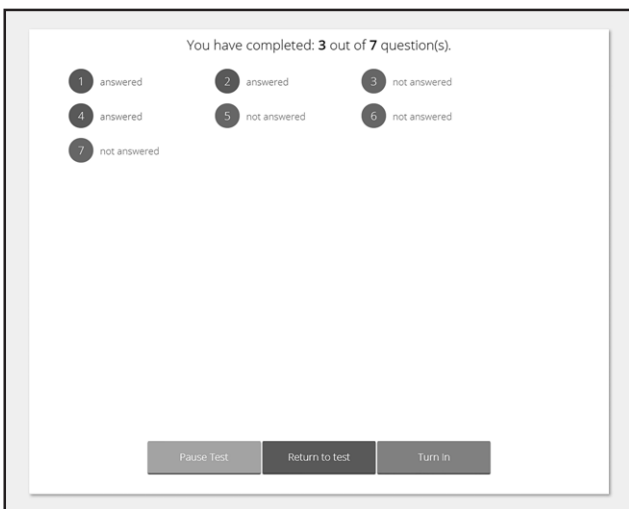 You have completed: 3 out of 7 question(s).
1 answered 2 answered 3 not answered
4 answered 5 not answered 6 not answered
7 not answered
Pause Test Return to test Turn In